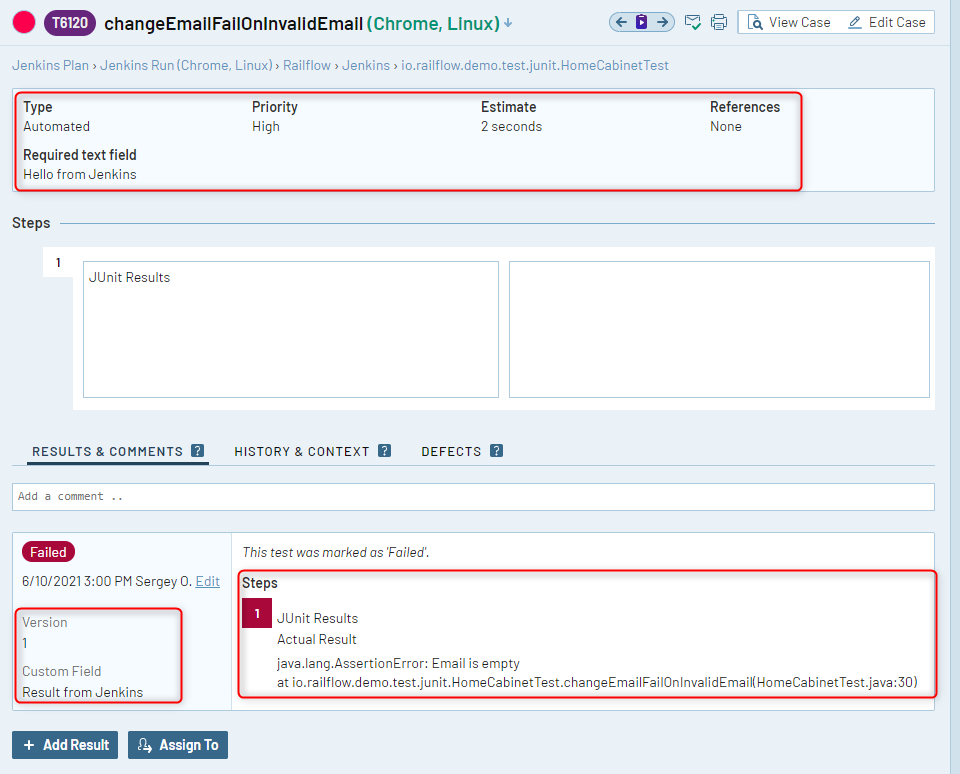 T6120 changeEmailFailOnInvalidEmail (Chrome, Linux) View Case Edit Case
Jenkins Plan › Jenkins Run (Chrome, Linux) › Railflow › Jenkins › io.railflow.demo.test.junit.HomeCabinetTest
Type Priority Estimate References
Automated High 2 seconds None
Required text field
Hello from Jenkins
Steps
1
JUnit Results
RESULTS & COMMENTS ? HISTORY & CONTEXT ? DEFECTS ?
Add a comment ..
Failed
6/10/2021 3:00 PM Sergey O. Edit
Version
1
Custom Field
Result from Jenkins
This test was marked as 'Failed'.
Steps
1 JUnit Results
Actual Result
java.lang.AssertionError: Email is empty
at io.railflow.demo.test.junit.HomeCabinetTest.changeEmailFailOnInvalidEmail(HomeCabinetTest.java:30)
+ Add Result Assign To